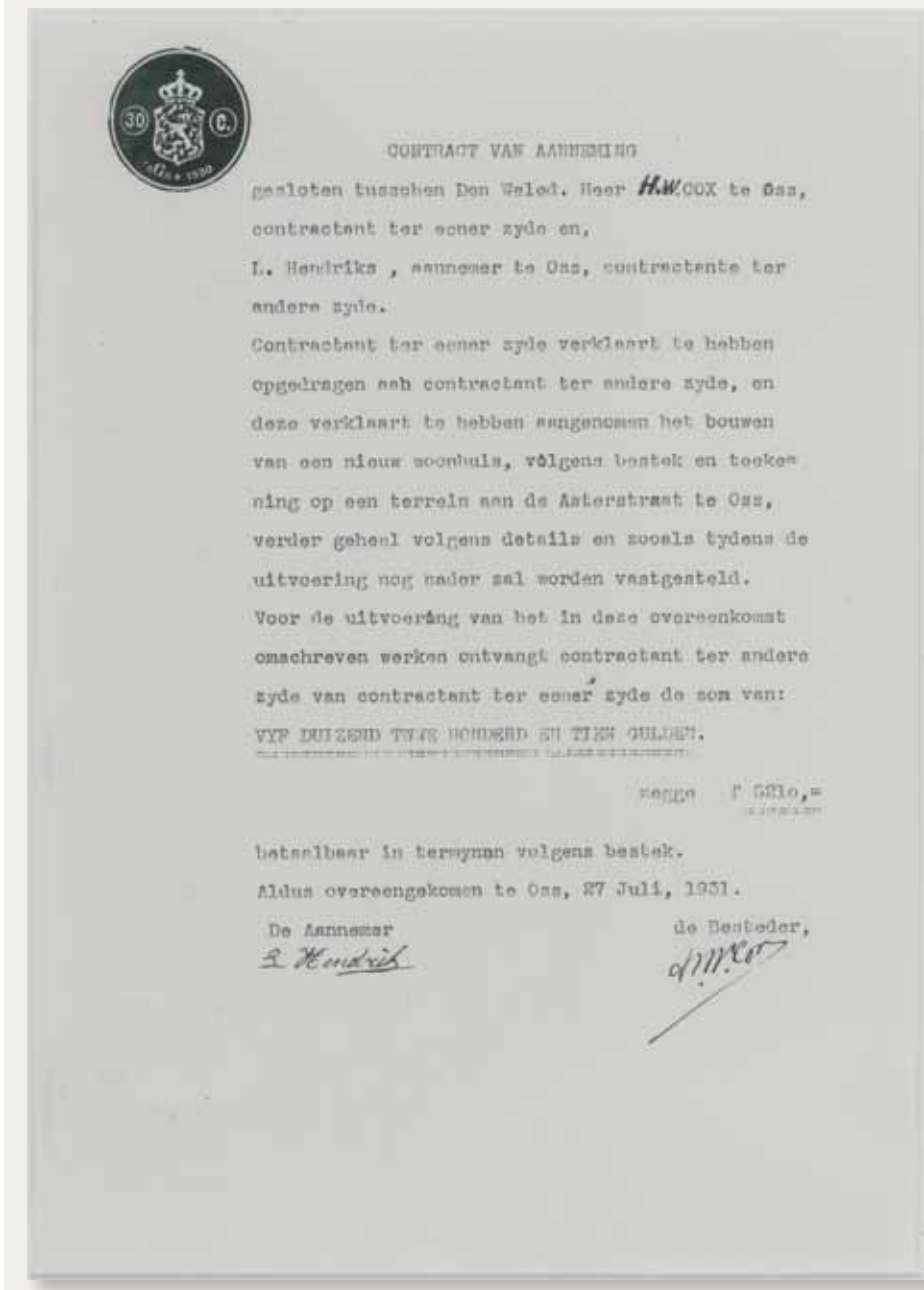 30 C.
1930
CONTRACT VAN AANNEMING
gesloten tusschen Den Weled. Heer H.W.COX te Oss,
contractant ter eener zyde en,
L. Hendriks , aannemer te Oss, contractente ter
andere zyde.
Contractant ter eener zyde verklaart te hebben
opgedragen aah contractant ter andere zyde, en
deze verklaart te hebben aangenomen het bouwen
van een nieuw woonhuis, vòlgens bestek en teeke=
ning op een terrein aan de Asterstraat te Oss,
verder geheel volgens details en zooals tydens de
uitvoering nog nader zal worden vastgesteld.
Voor de uitvoering van het in deze overeenkomst
omschreven werken ontvangt contractant ter andere
zyde van contractant ter eener zyde de som van:
VYF DUIZEND TWEE HONDERD EN TIEN GULDEN.
zegge f 521o,=
betaalbaar in termynnn volgens bestek.
Aldus overeengekomen te Oss, 27 Juli, 1931.
De Aannemer de Besteder,
Hendriks H.W.Cox